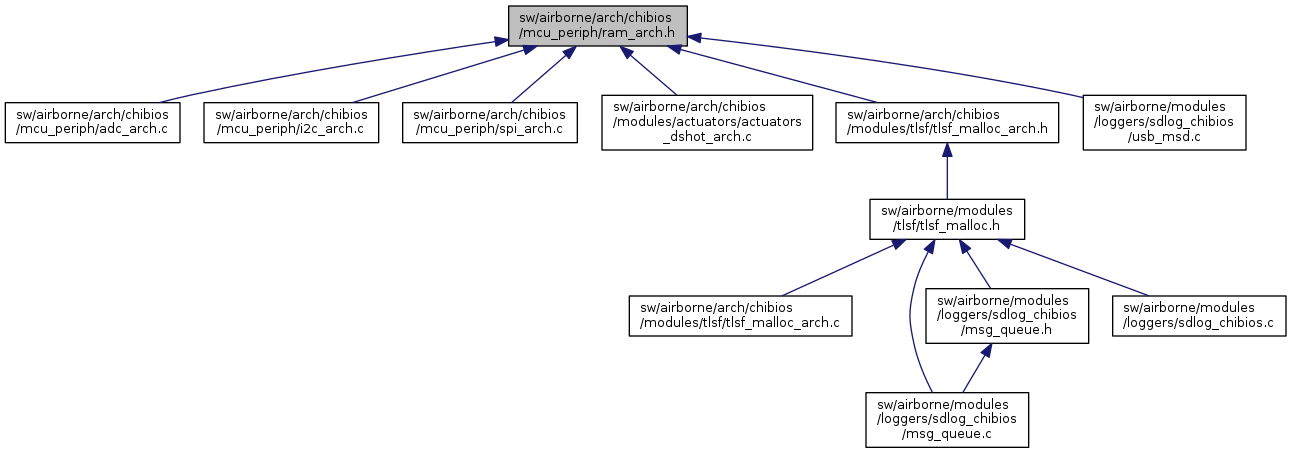 sw/airborne/arch/chibios
/mcu_periph/ram_arch.h
sw/airborne/arch/chibios
/mcu_periph/adc_arch.c
sw/airborne/arch/chibios
/mcu_periph/i2c_arch.c
sw/airborne/arch/chibios
/mcu_periph/spi_arch.c
sw/airborne/arch/chibios
/modules/actuators/actuators
_dshot_arch.c
sw/airborne/arch/chibios
/modules/tlsf/tlsf_malloc_arch.h
sw/airborne/modules
/loggers/sdlog_chibios
/usb_msd.c
sw/airborne/modules
/tlsf/tlsf_malloc.h
sw/airborne/arch/chibios
/modules/tlsf/tlsf_malloc_arch.c
sw/airborne/modules
/loggers/sdlog_chibios
/msg_queue.h
sw/airborne/modules
/loggers/sdlog_chibios.c
sw/airborne/modules
/loggers/sdlog_chibios
/msg_queue.c